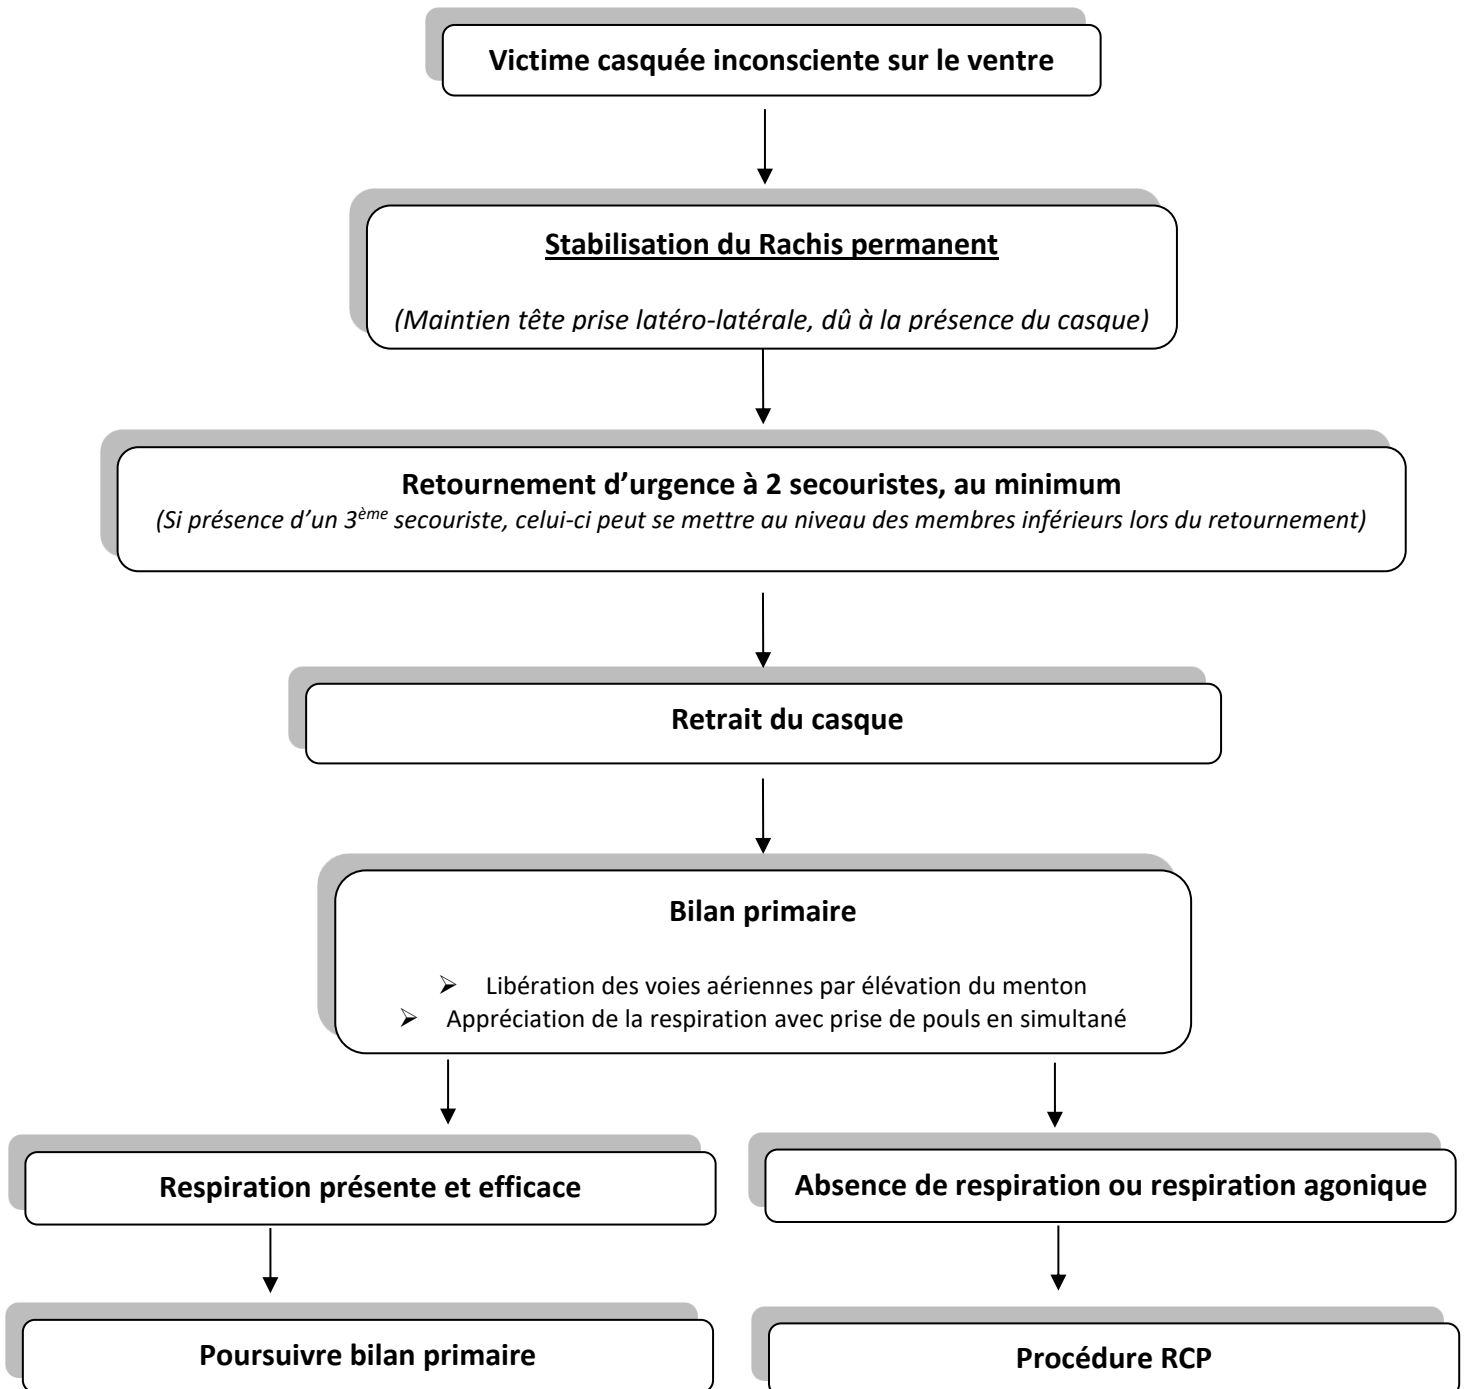 Victime casquée inconsciente sur le ventre
Stabilisation du Rachis permanent
(Maintien tête prise latéro-latérale, dû à la présence du casque)
Retournement d’urgence à 2 secouristes, au minimum
(Si présence d’un 3ème secouriste, celui-ci peut se mettre au niveau des membres inférieurs lors du retournement)
Retrait du casque
Bilan primaire
➢ Libération des voies aériennes par élévation du menton
➢ Appréciation de la respiration avec prise de pouls en simultané
Respiration présente et efficace
Absence de respiration ou respiration agonique
Poursuivre bilan primaire
Procédure RCP